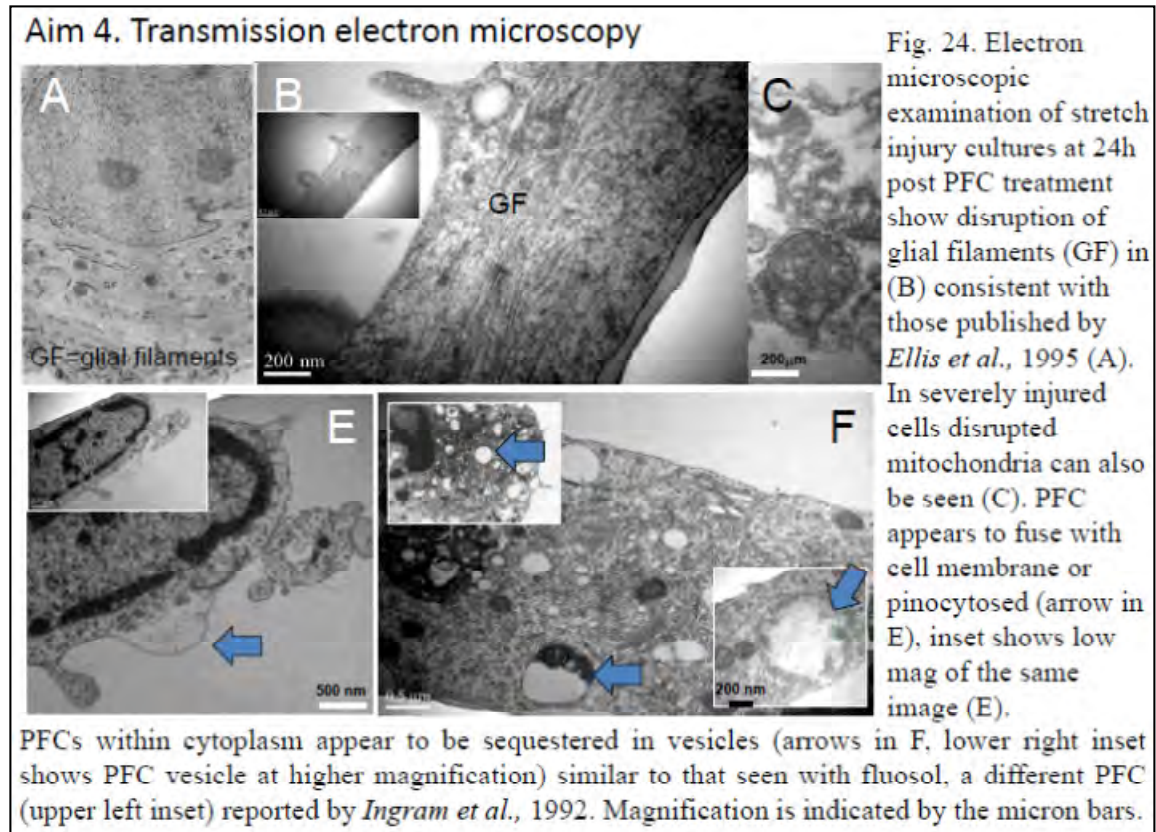 Aim 4. Transmission electron microscopy
A
GF
GF=glial filaments
B
GF
200 nm
C
200μm
E
500 nm
F
0.5 μm
200 nm
Fig. 24. Electron
microscopic
examination of stretch
injury cultures at 24h
post PFC treatment
show disruption of
glial filaments (GF) in
(B) consistent with
those published by
Ellis et al., 1995 (A).
In severely injured
cells disrupted
mitochondria can also
be seen (C). PFC
appears to fuse with
cell membrane or
pinocytosed (arrow in
E), inset shows low
mag of the same
image (E).
PFCs within cytoplasm appear to be sequestered in vesicles (arrows in F, lower right inset
shows PFC vesicle at higher magnification) similar to that seen with fluosol, a different PFC
(upper left inset) reported by Ingram et al., 1992. Magnification is indicated by the micron bars.